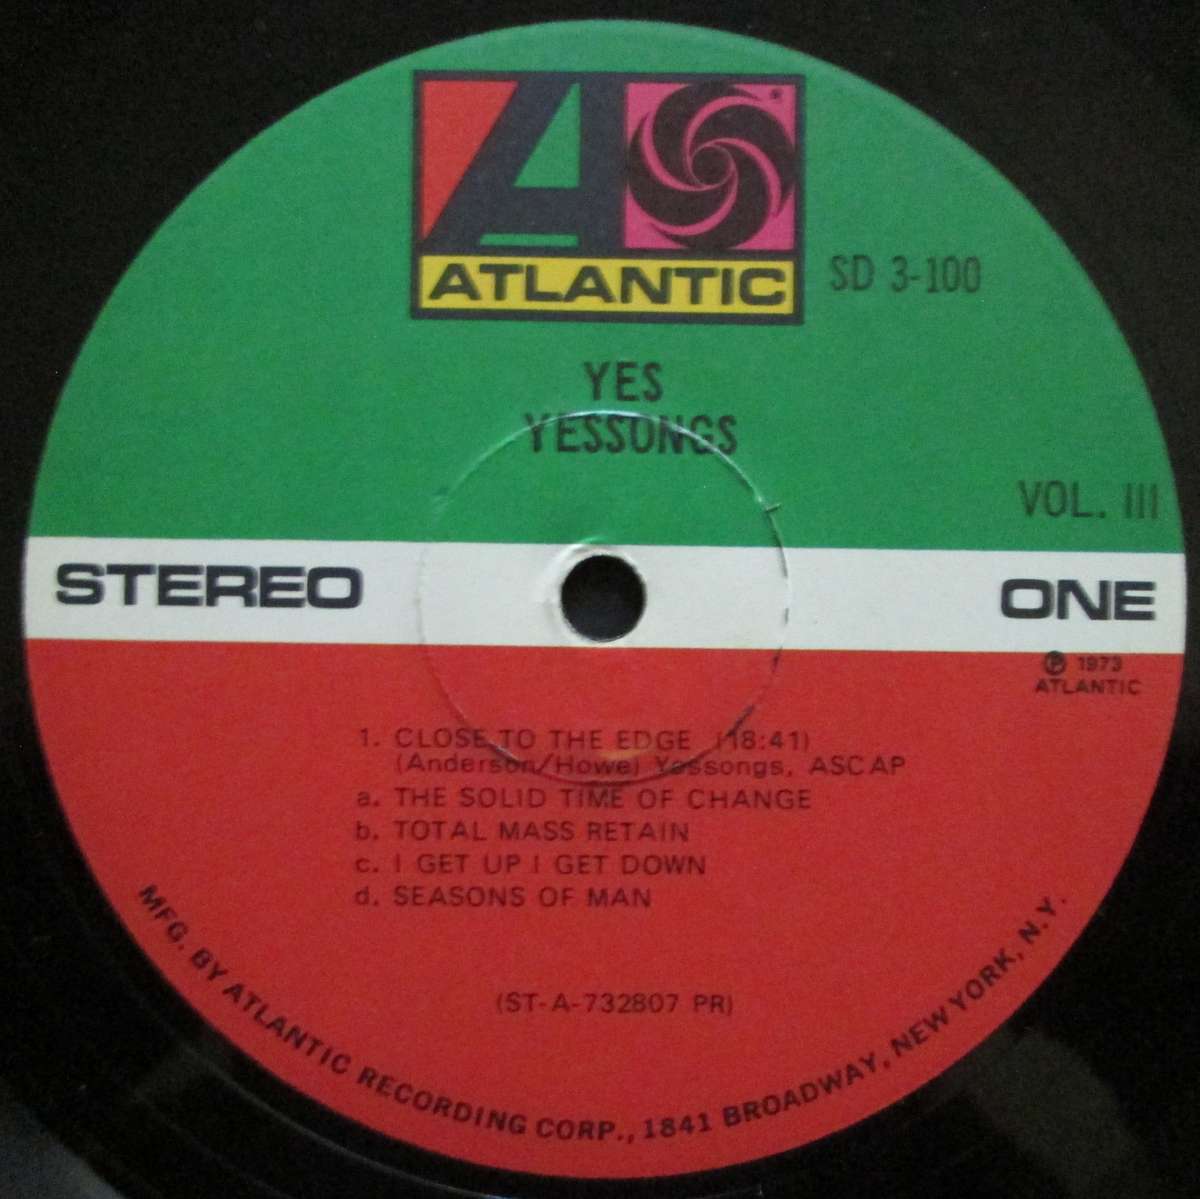 ATLANTIC
SD 3-100
YES
YESSONGS
VOL. III
STEREO
ONE
Ⓟ 1973
ATLANTIC
1. CLOSE TO THE EDGE (18:41)
(Anderson/Howe) Yessongs, ASCAP
a. THE SOLID TIME OF CHANGE
b. TOTAL MASS RETAIN
c. I GET UP I GET DOWN
d. SEASONS OF MAN
(ST-A-732807 PR)
MFG. BY ATLANTIC RECORDING CORP., 1841 BROADWAY, NEW YORK, N.Y.